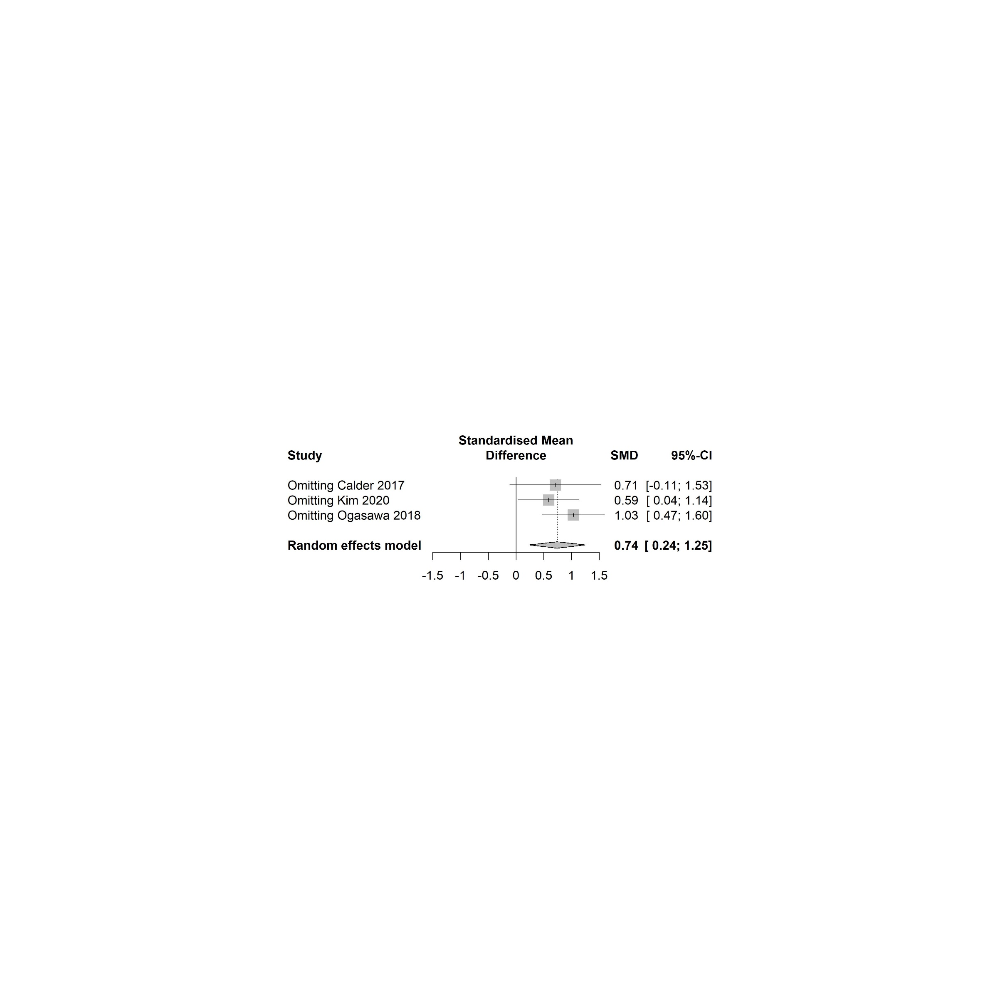 Standardised Mean
Study Difference SMD 95%-CI
Omitting Calder 2017 0.71 [-0.11; 1.53]
Omitting Kim 2020 0.59 [ 0.04; 1.14]
Omitting Ogasawa 2018 1.03 [ 0.47; 1.60]
Random effects model 0.74 [ 0.24; 1.25]
-1.5 -1 -0.5 0 0.5 1 1.5